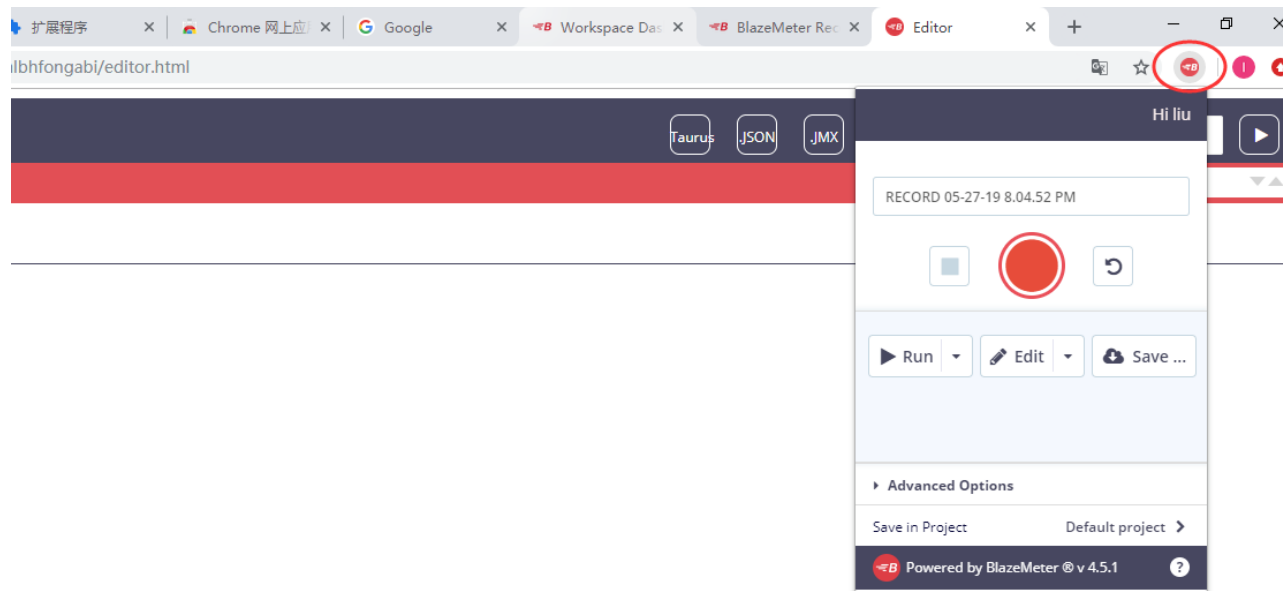 扩展程序
Chrome 网上应
Google
Workspace Das
BlazeMeter Rec
Editor
lbhfongabi/editor.html
Hi liu
Taurus
.JSON
.JMX
RECORD 05-27-19 8.04.52 PM
Run
Edit
Save ...
Advanced Options
Save in Project
Default project
Powered by BlazeMeter ® v 4.5.1